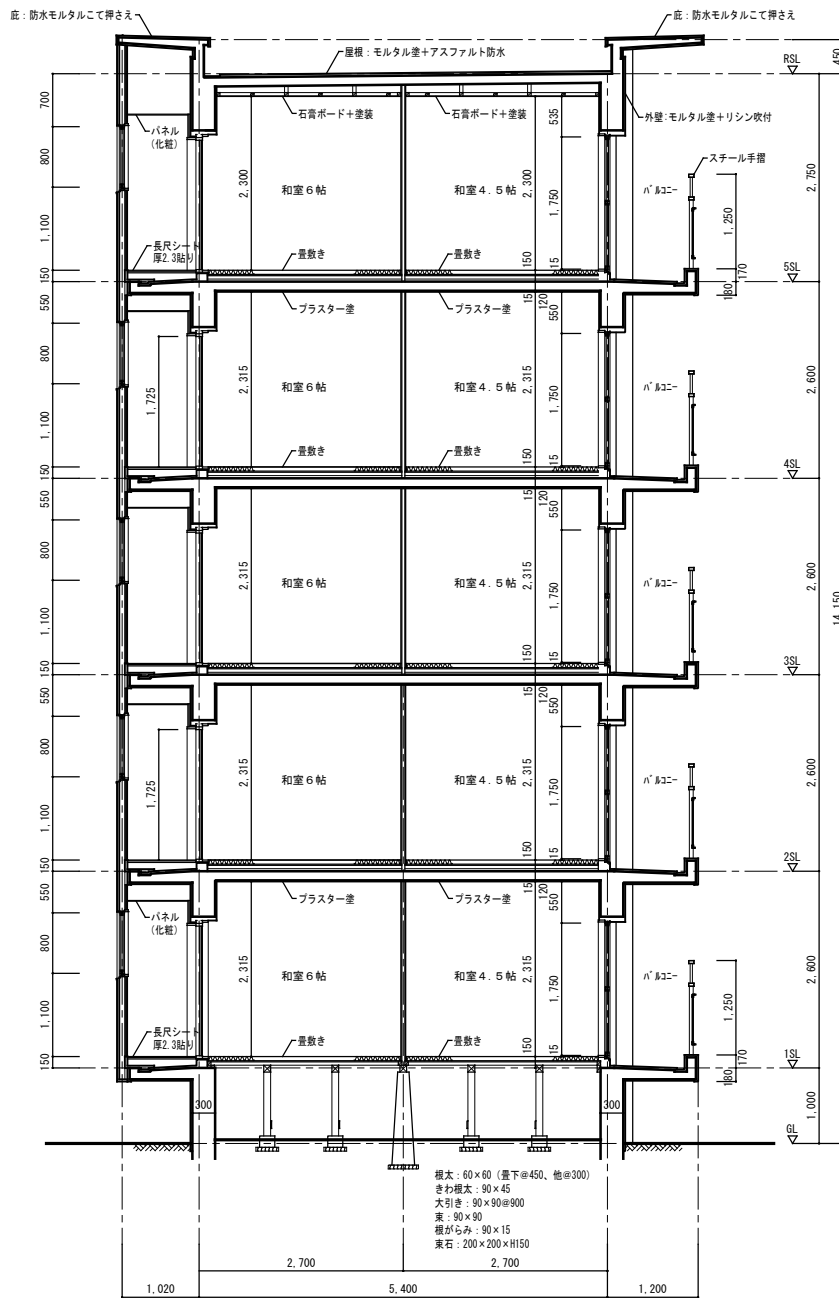 庇：防水モルタルこて押さえ
庇：防水モルタルこて押さえ
屋根：モルタル塗＋アスファルト防水
RSL
450
700
石膏ボード＋塗装
石膏ボード＋塗装
535
外壁：モルタル塗＋リシン吹付
パネル
（化粧）
スチール手摺
800
2,300
和室６帖
和室４.５帖
2,300
1,750
バルコニー
1,250
2,750
1,100
長尺シート
厚2.3貼り
畳敷き
畳敷き
150
15
170
180
150
5SL
550
プラスター塗
プラスター塗
15
120
550
800
1,725
2,315
和室６帖
和室４.５帖
2,315
1,750
バルコニー
2,600
1,100
畳敷き
畳敷き
150
15
150
4SL
550
15
120
550
800
2,315
和室６帖
和室４.５帖
2,315
1,750
バルコニー
2,600
14,150
1,100
150
15
150
3SL
550
15
120
550
800
1,725
2,315
和室６帖
和室４.５帖
2,315
1,750
バルコニー
2,600
1,100
150
15
150
2SL
550
プラスター塗
プラスター塗
15
120
550
パネル
（化粧）
800
2,315
和室６帖
和室４.５帖
2,315
1,750
バルコニー
1,250
2,600
1,100
長尺シート
厚2.3貼り
畳敷き
畳敷き
150
15
170
180
150
1SL
300
300
1,000
GL
根太：60×60（畳下@450、他@300）
きわ根太：90×45
大引き：90×90@900
束：90×90
根がらみ：90×15
束石：200×200×H150
2,700
2,700
1,020
5,400
1,200